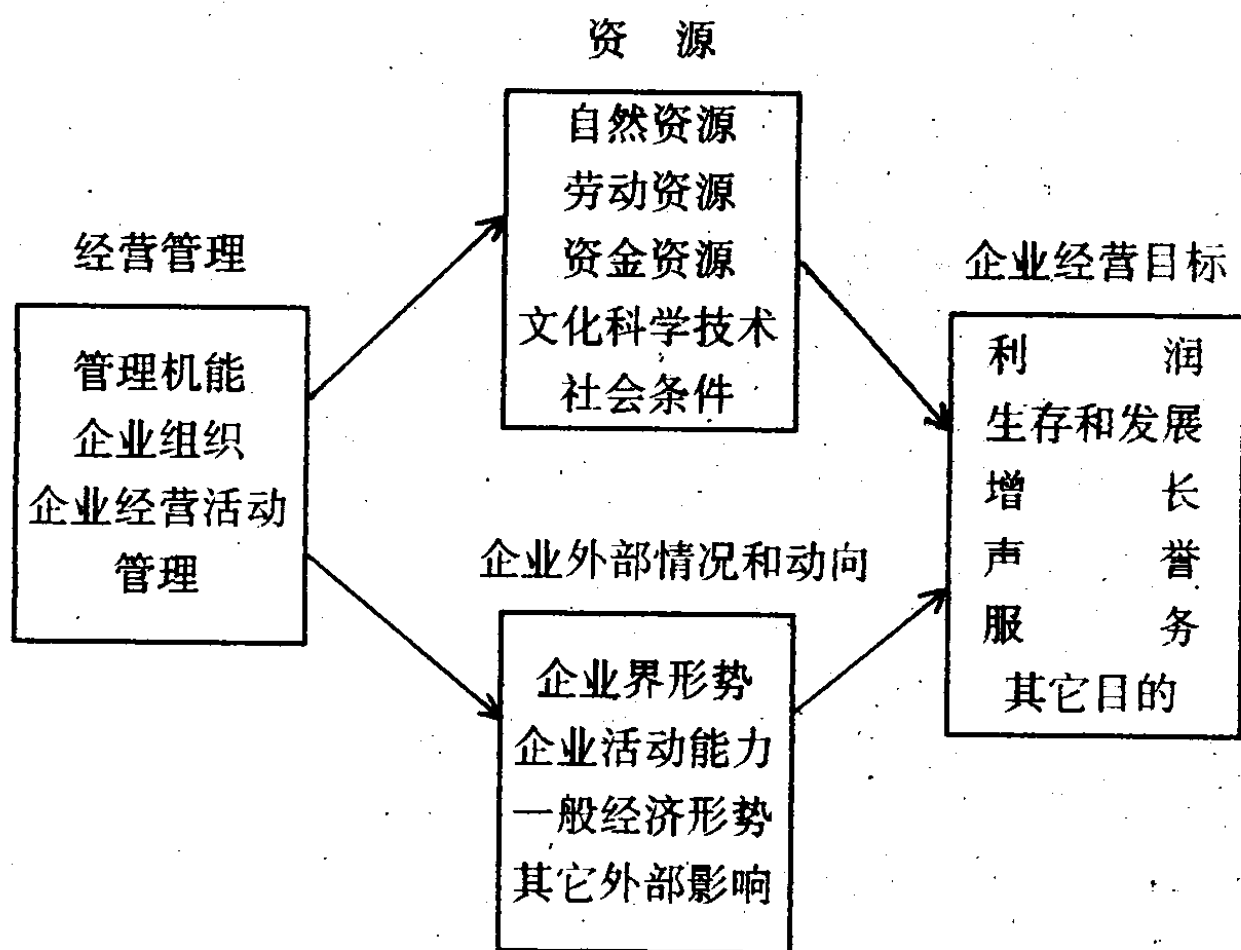 资 源
自然资源
劳动资源
资金资源
文化科学技术
社会条件
经营管理
管理机能
企业组织
企业经营活动
管理
企业外部情况和动向
企业界形势
企业活动能力
一般经济形势
其它外部影响
企业经营目标
利 润
生存和发展
增 长
声 誉
服 务
其它目的